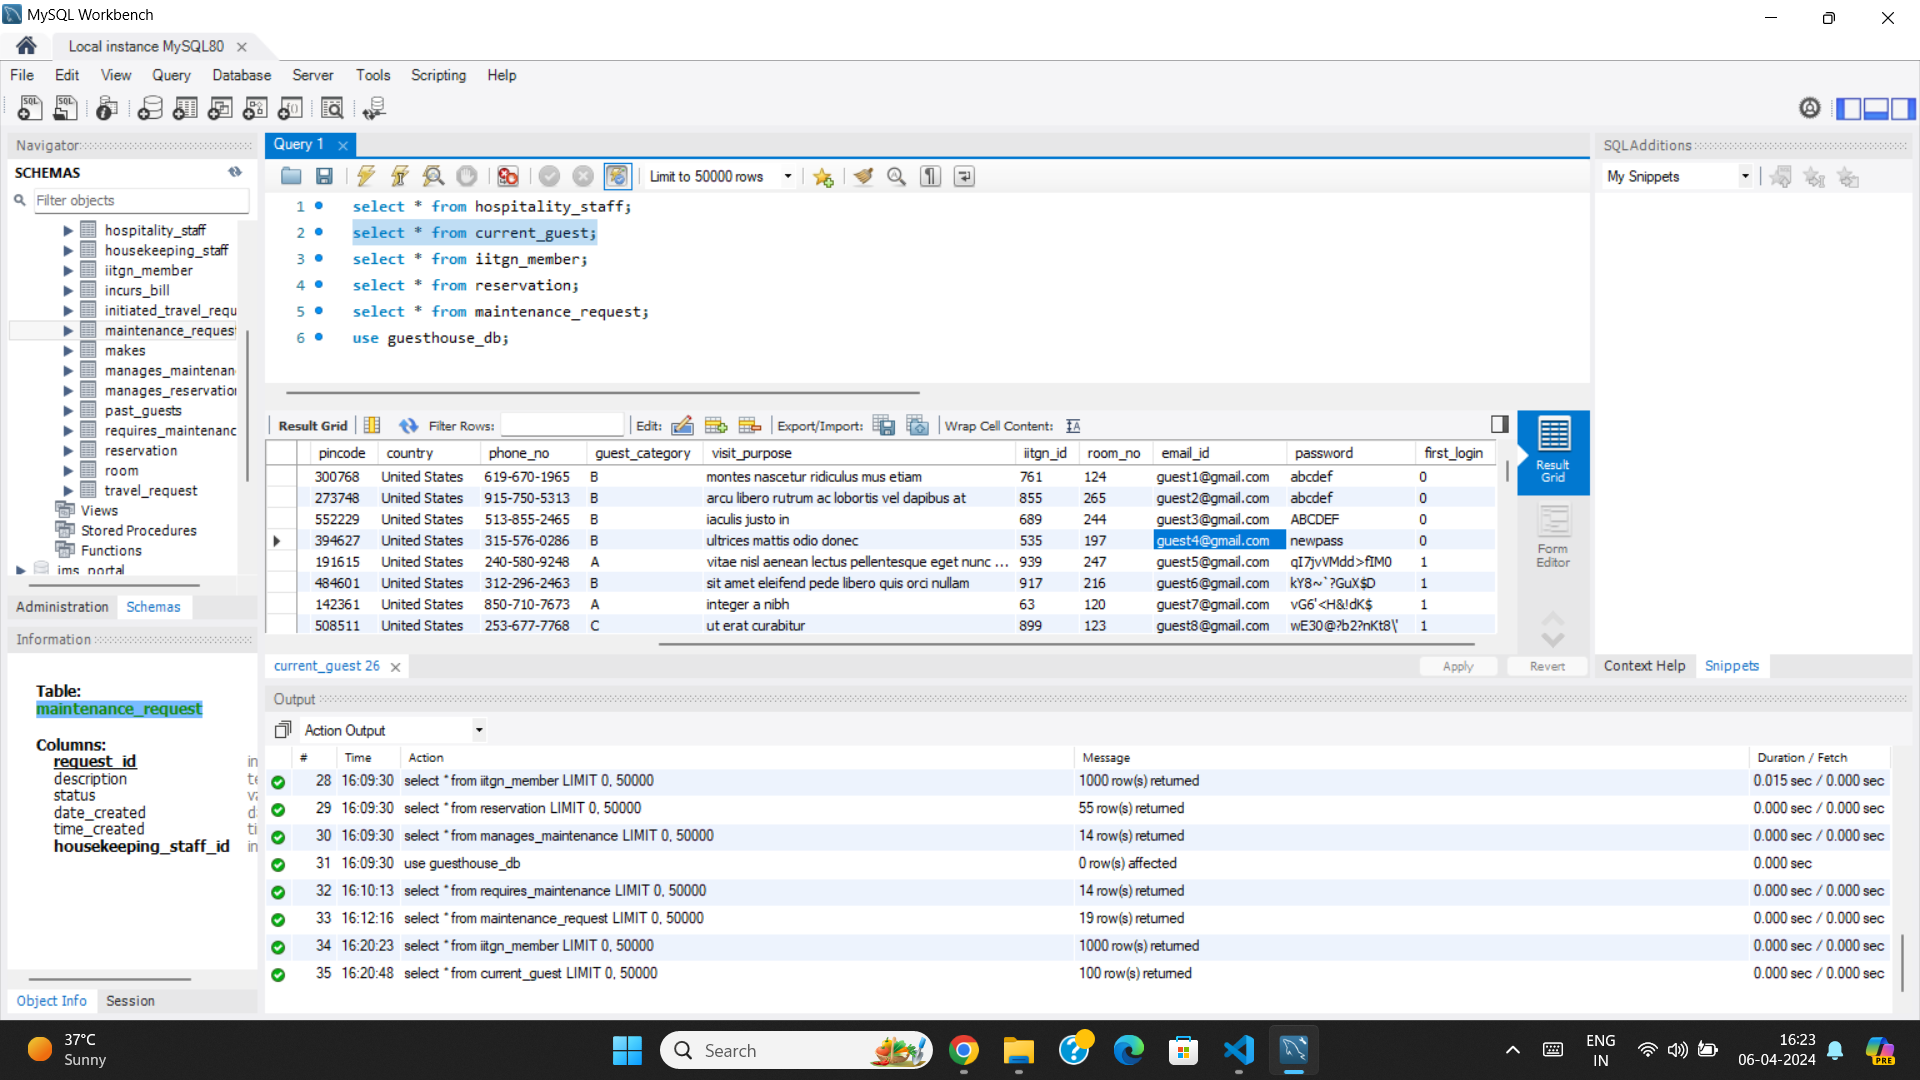 MySQL Workbench
Local instance MySQL80
File Edit View Query Database Server Tools Scripting Help
Navigator
SCHEMAS
Filter objects
hospitality_staff
housekeeping_staff
iitgn_member
incurs_bill
initiated_travel_requ
maintenance_request
makes
manages_maintenan
manages_reservation
past_guests
requires_maintenanc
reservation
room
travel_request
Views
Stored Procedures
Functions
ims_portal
Administration Schemas
Information
Table:
maintenance_request
Columns:
request_id in
description te
status va
date_created da
time_created ti
housekeeping_staff_id in
Object Info Session
Query 1
Limit to 50000 rows
1 select * from hospitality_staff;
2 select * from current_guest;
3 select * from iitgn_member;
4 select * from reservation;
5 select * from maintenance_request;
6 use guesthouse_db;
Result Grid Filter Rows: Edit: Export/Import: Wrap Cell Content:
pincode country phone_no guest_category visit_purpose iitgn_id room_no email_id password first_login
300768 United States 619-670-1965 B montes nascetur ridiculus mus etiam 761 124 guest1@gmail.com abcdef 0
273748 United States 915-750-5313 B arcu libero rutrum ac lobortis vel dapibus at 855 265 guest2@gmail.com abcdef 0
552229 United States 513-855-2465 B iaculis justo in 689 244 guest3@gmail.com ABCDEF 0
394627 United States 315-576-0286 B ultrices mattis odio donec 535 197 guest4@gmail.com newpass 0
191615 United States 240-580-9248 A vitae nisl aenean lectus pellentesque eget nunc ... 939 247 guest5@gmail.com qI7jvVMdd>fIM0 1
484601 United States 312-296-2463 B sit amet eleifend pede libero quis orci nullam 917 216 guest6@gmail.com kY8~`?GuX$D 1
142361 United States 850-710-7673 A integer a nibh 63 120 guest7@gmail.com vG6'<H&!dK$ 1
508511 United States 253-677-7768 C ut erat curabitur 899 123 guest8@gmail.com wE30@?b2?nKt8\' 1
Result Grid
Form Editor
current_guest 26
Apply Revert
SQLAdditions
My Snippets
Context Help Snippets
Output
Action Output
# Time Action Message Duration / Fetch
28 16:09:30 select * from iitgn_member LIMIT 0, 50000 1000 row(s) returned 0.015 sec / 0.000 sec
29 16:09:30 select * from reservation LIMIT 0, 50000 55 row(s) returned 0.000 sec / 0.000 sec
30 16:09:30 select * from manages_maintenance LIMIT 0, 50000 14 row(s) returned 0.000 sec / 0.000 sec
31 16:09:30 use guesthouse_db 0 row(s) affected 0.000 sec
32 16:10:13 select * from requires_maintenance LIMIT 0, 50000 14 row(s) returned 0.000 sec / 0.000 sec
33 16:12:16 select * from maintenance_request LIMIT 0, 50000 19 row(s) returned 0.000 sec / 0.000 sec
34 16:20:23 select * from iitgn_member LIMIT 0, 50000 1000 row(s) returned 0.000 sec / 0.000 sec
35 16:20:48 select * from current_guest LIMIT 0, 50000 100 row(s) returned 0.000 sec / 0.000 sec
37°C
Sunny
Search
ENG
IN
16:23
06-04-2024
PRE